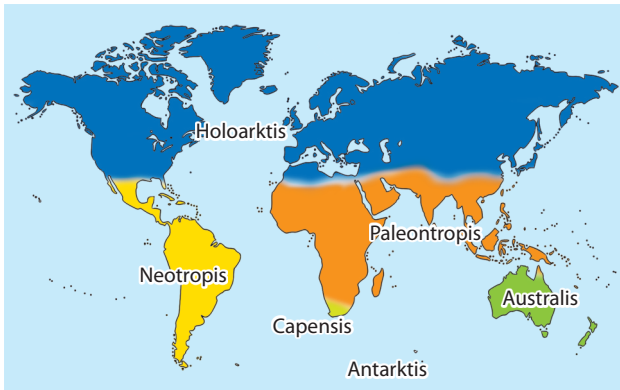 Holoarktis
Paleontropis
Neotropis
Australis
Capensis
Antarktis